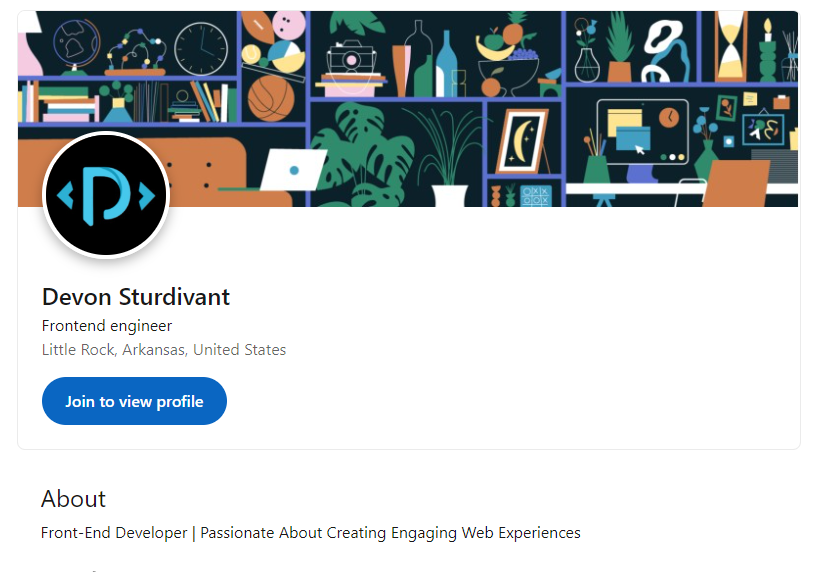 Devon Sturdivant
Frontend engineer
Little Rock, Arkansas, United States
Join to view profile
About
Front-End Developer | Passionate About Creating Engaging Web Experiences